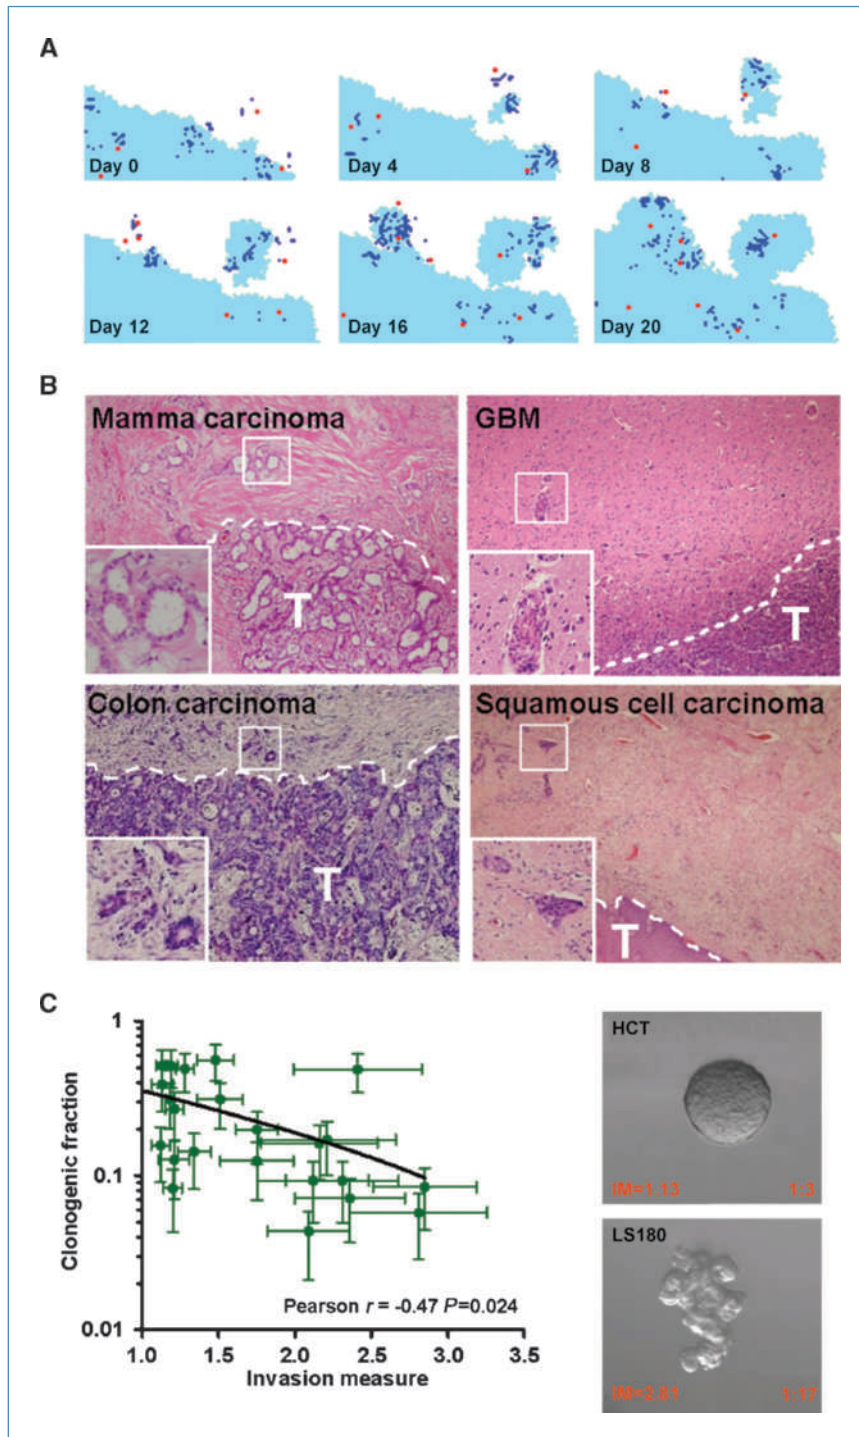 A
Day 0
Day 4
Day 8
Day 12
Day 16
Day 20
B
Mamma carcinoma
T
GBM
T
Colon carcinoma
T
Squamous cell carcinoma
T
C
Clonogenic fraction
1
0.1
0.01
1.0 1.5 2.0 2.5 3.0 3.5
Invasion measure
Pearson r = -0.47 P=0.024
HCT
IM=1.13 1:3
LS180
IM=2.81 1:17